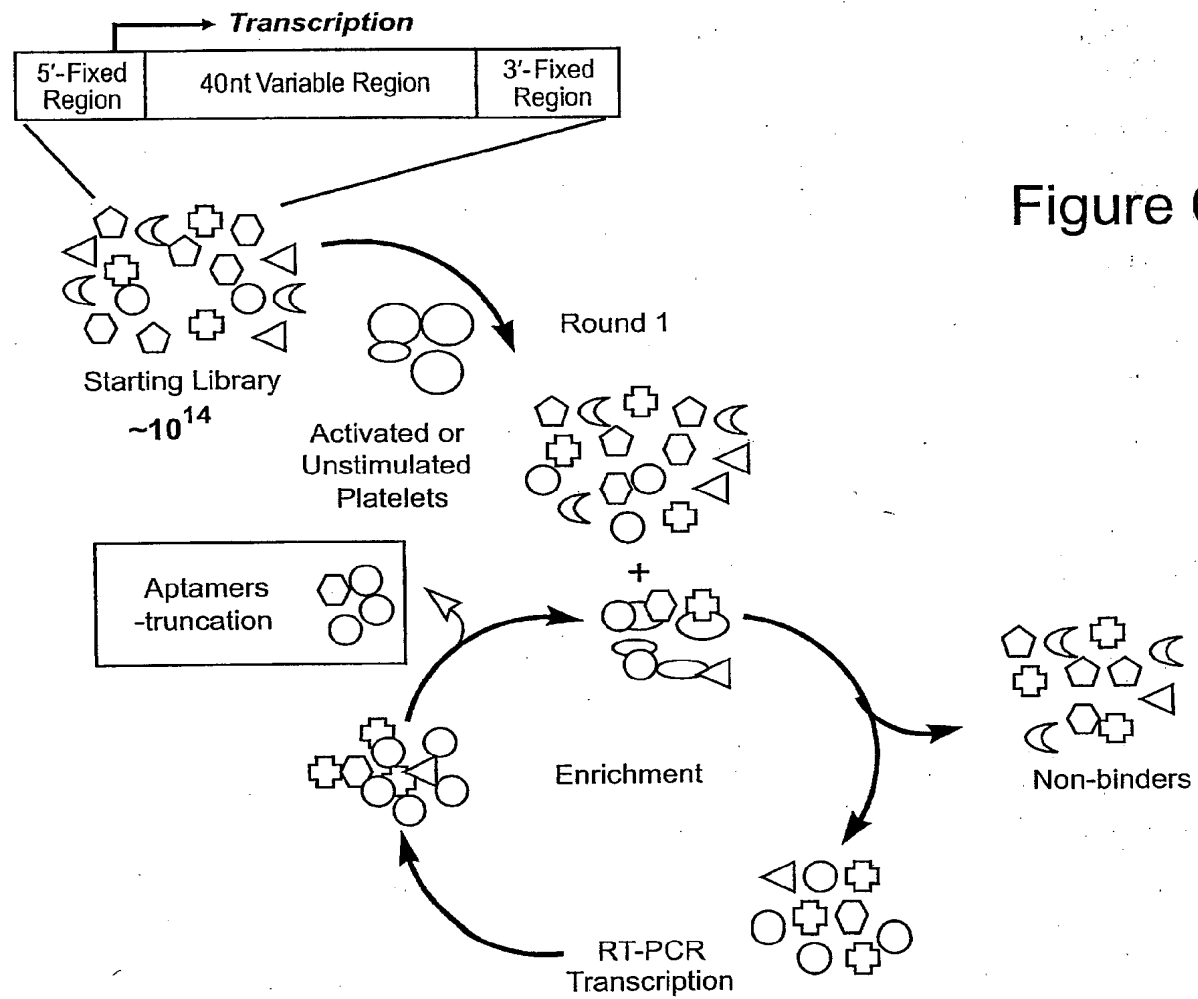 Transcription
5'-Fixed
Region
40nt Variable Region
3'-Fixed
Region
Figure
Starting Library
~10^14
Activated or
Unstimulated
Platelets
Round 1
+
Aptamers
-truncation
Enrichment
Non-binders
RT-PCR
Transcription